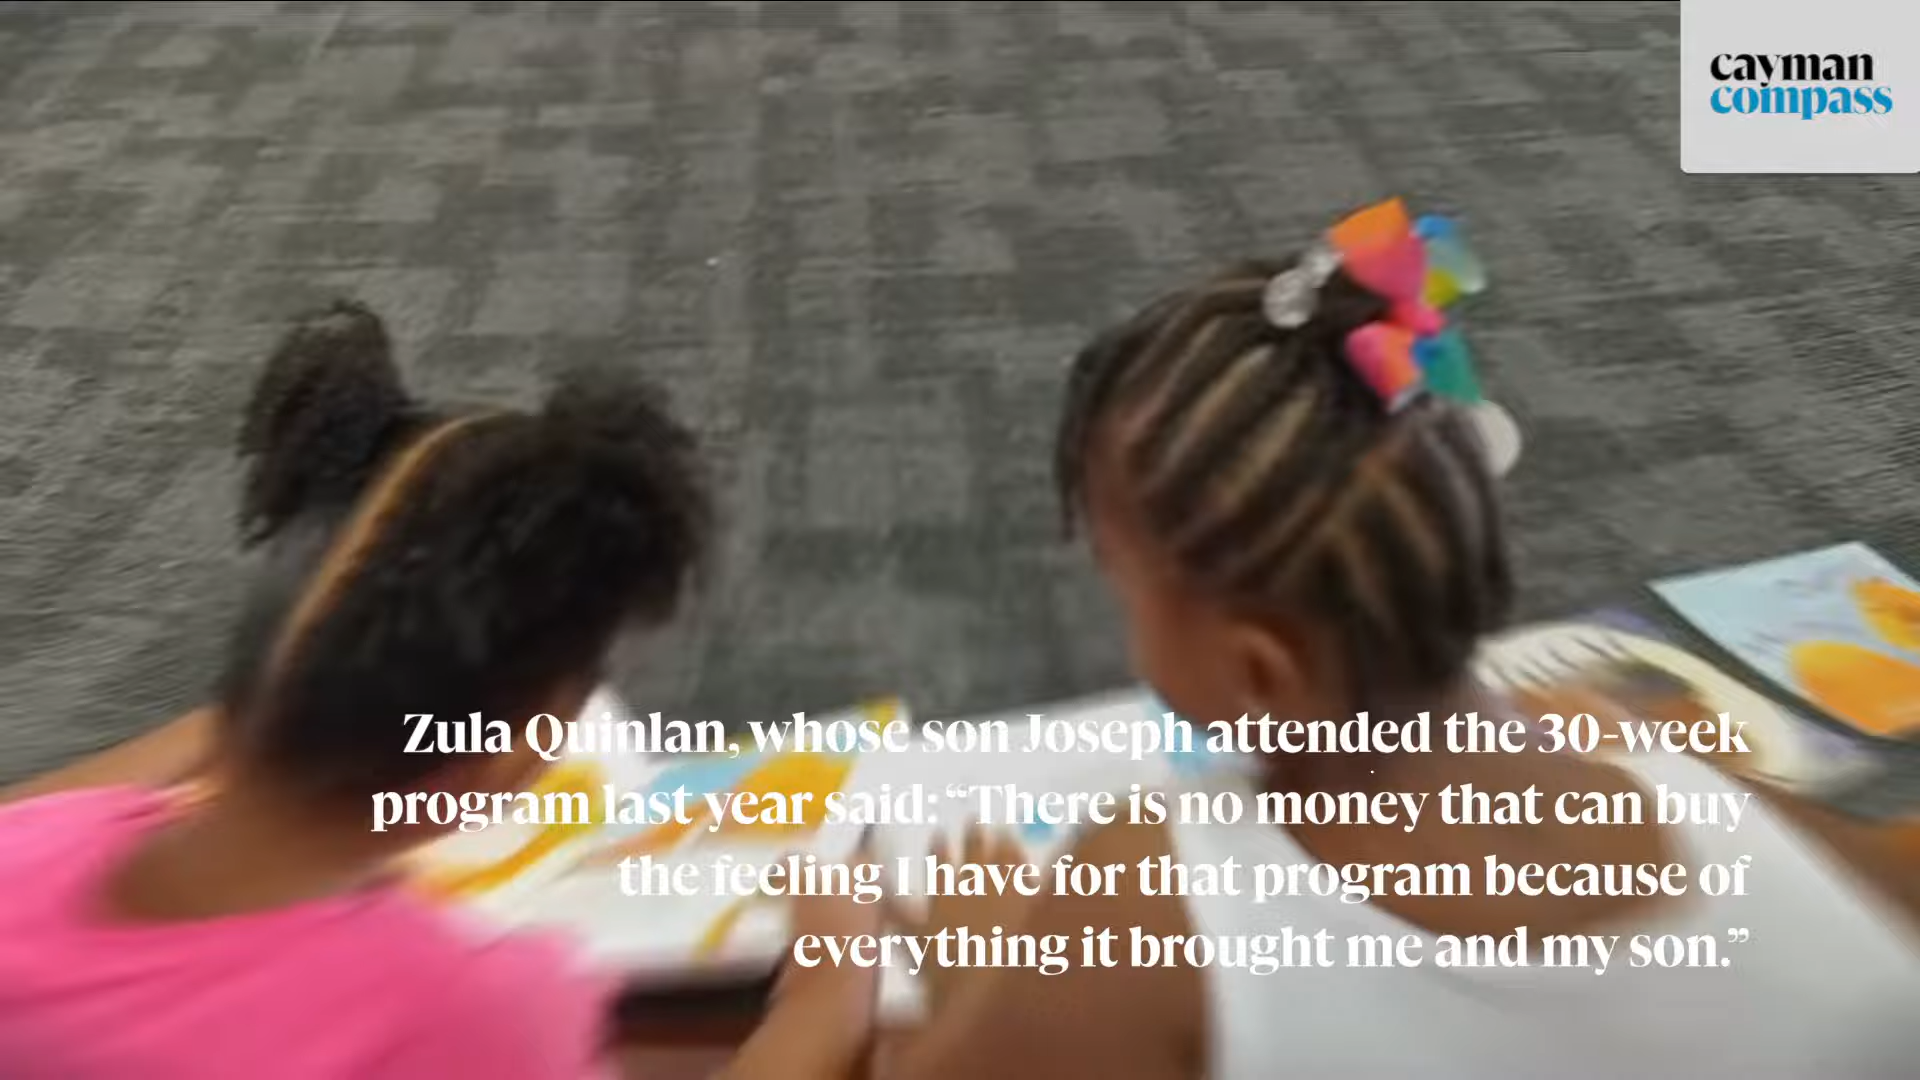 cayman
compass
Zula Quinlan, whose son Joseph attended the 30-week
program last year said: “There is no money that can buy
the feeling I have for that program because of
everything it brought me and my son.”